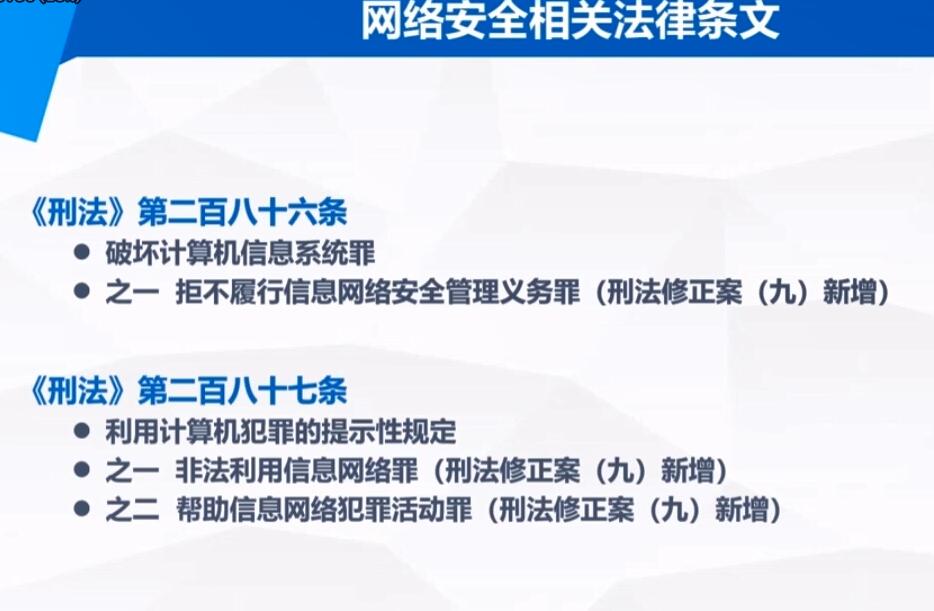 网络安全相关法律条文
《刑法》第二百八十六条
● 破坏计算机信息系统罪
● 之一 拒不履行信息网络安全管理义务罪（刑法修正案（九）新增）
《刑法》第二百八十七条
● 利用计算机犯罪的提示性规定
● 之一 非法利用信息网络罪（刑法修正案（九）新增）
● 之二 帮助信息网络犯罪活动罪（刑法修正案（九）新增）